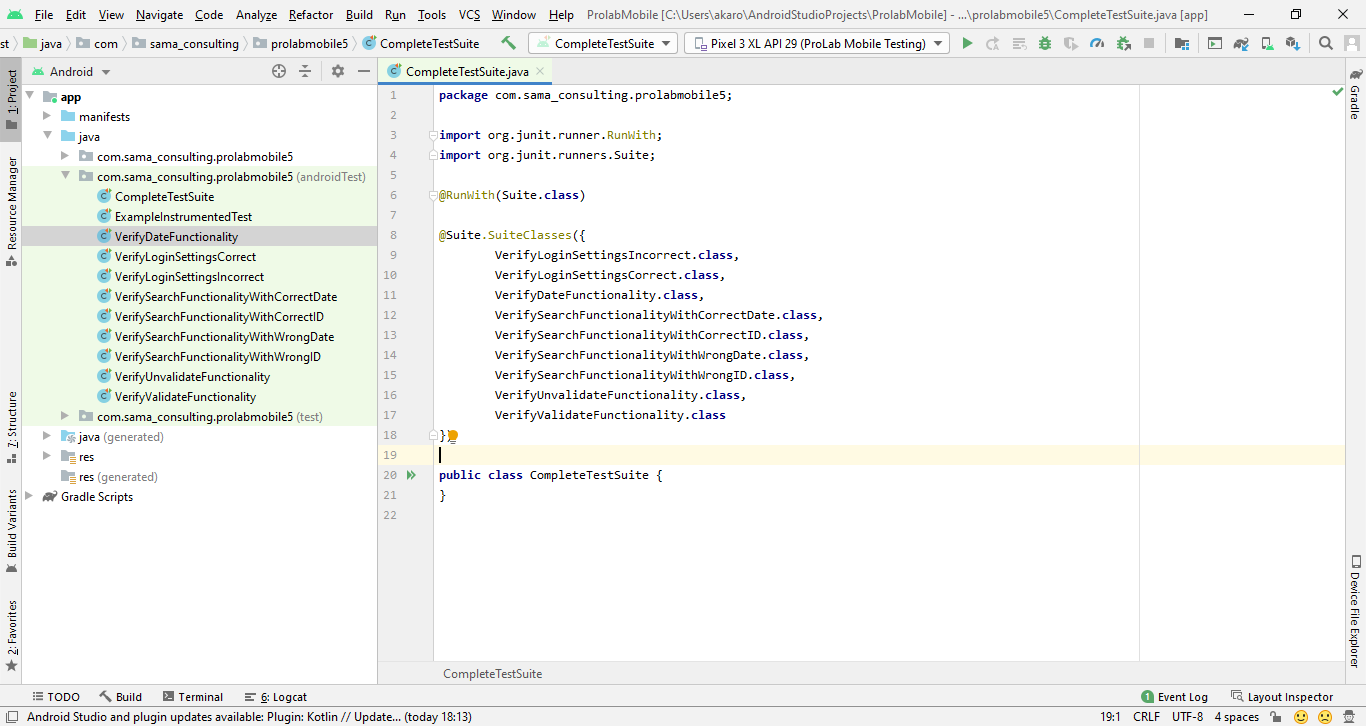 File Edit View Navigate Code Analyze Refactor Build Run Tools VCS Window Help ProlabMobile [C:\Users\akaro\AndroidStudioProjects\ProlabMobile] - ...\prolabmobile5\CompleteTestSuite.java [app]
st java com sama_consulting prolabmobile5 CompleteTestSuite CompleteTestSuite Pixel 3 XL API 29 (ProLab Mobile Testing)
Android
CompleteTestSuite.java
1: Project
Resource Manager
7: Structure
Build Variants
2: Favorites
app
manifests
java
com.sama_consulting.prolabmobile5
com.sama_consulting.prolabmobile5 (androidTest)
CompleteTestSuite
ExampleInstrumentedTest
VerifyDateFunctionality
VerifyLoginSettingsCorrect
VerifyLoginSettingsIncorrect
VerifySearchFunctionalityWithCorrectDate
VerifySearchFunctionalityWithCorrectID
VerifySearchFunctionalityWithWrongDate
VerifySearchFunctionalityWithWrongID
VerifyUnvalidateFunctionality
VerifyValidateFunctionality
com.sama_consulting.prolabmobile5 (test)
java (generated)
res
res (generated)
Gradle Scripts
1 package com.sama_consulting.prolabmobile5;
2
3 import org.junit.runner.RunWith;
4 import org.junit.runners.Suite;
5
6 @RunWith(Suite.class)
7
8 @Suite.SuiteClasses({
9 VerifyLoginSettingsIncorrect.class,
10 VerifyLoginSettingsCorrect.class,
11 VerifyDateFunctionality.class,
12 VerifySearchFunctionalityWithCorrectDate.class,
13 VerifySearchFunctionalityWithCorrectID.class,
14 VerifySearchFunctionalityWithWrongDate.class,
15 VerifySearchFunctionalityWithWrongID.class,
16 VerifyUnvalidateFunctionality.class,
17 VerifyValidateFunctionality.class
18 })
19
20 public class CompleteTestSuite {
21 }
22
CompleteTestSuite
Gradle
Device File Explorer
TODO Build Terminal 6: Logcat 1 Event Log Layout Inspector
Android Studio and plugin updates available: Plugin: Kotlin // Update... (today 18:13) 19:1 CRLF UTF-8 4 spaces